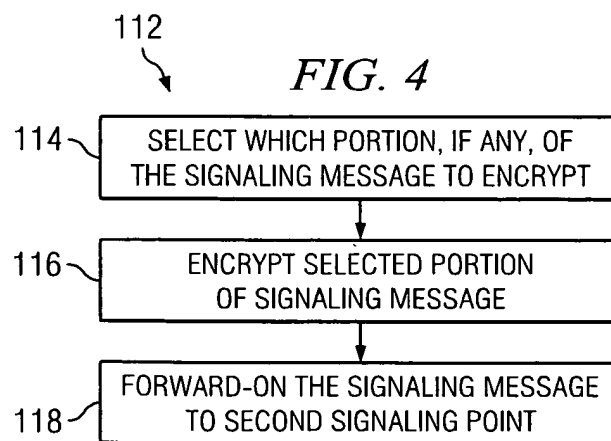 112
FIG. 4
114
SELECT WHICH PORTION, IF ANY, OF
THE SIGNALING MESSAGE TO ENCRYPT
116
ENCRYPT SELECTED PORTION
OF SIGNALING MESSAGE
118
FORWARD-ON THE SIGNALING MESSAGE
TO SECOND SIGNALING POINT